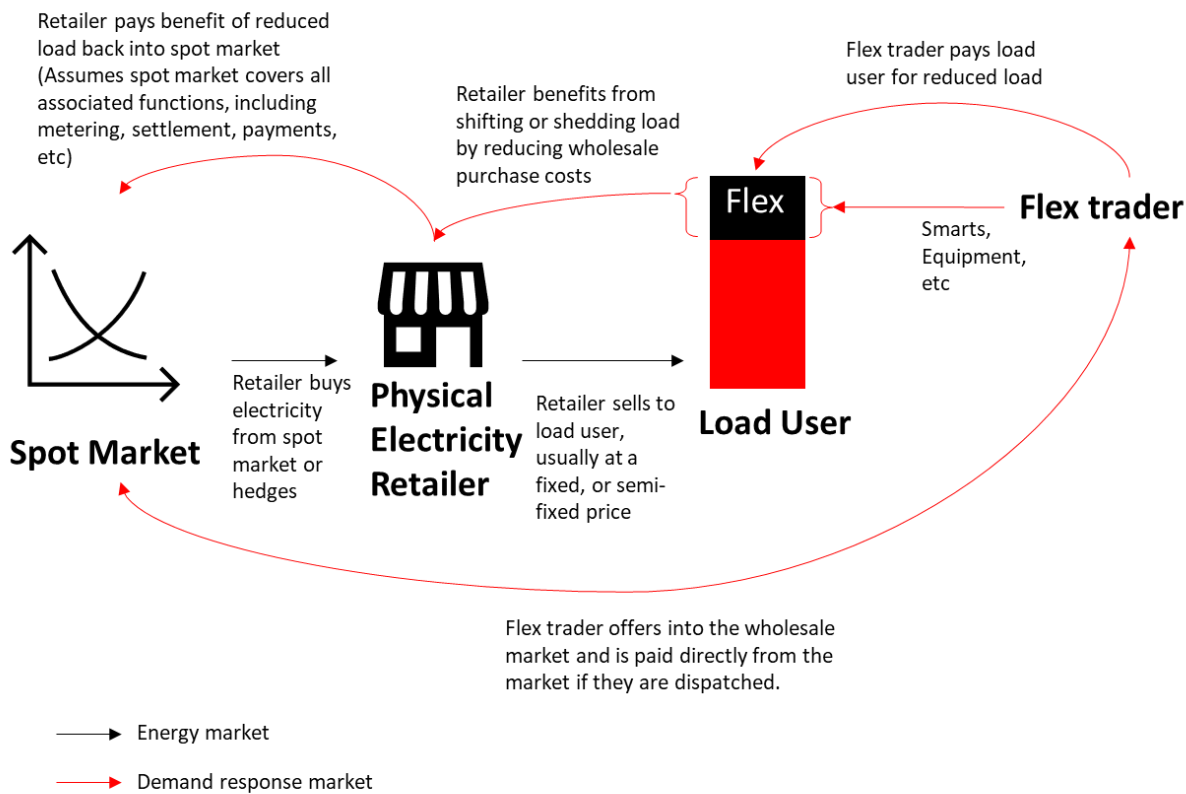 Retailer pays benefit of reduced
load back into spot market
(Assumes spot market covers all
associated functions, including
metering, settlement, payments,
etc)
Retailer benefits from
shifting or shedding load
by reducing wholesale
purchase costs
Flex trader pays load
user for reduced load
Flex
Flex trader
Smarts,
Equipment,
etc
Spot Market
Retailer buys
electricity
from spot
market or
hedges
Physical
Electricity
Retailer
Retailer sells to
load user,
usually at a
fixed, or semi-
fixed price
Load User
Flex trader offers into the wholesale
market and is paid directly from the
market if they are dispatched.
Energy market
Demand response market